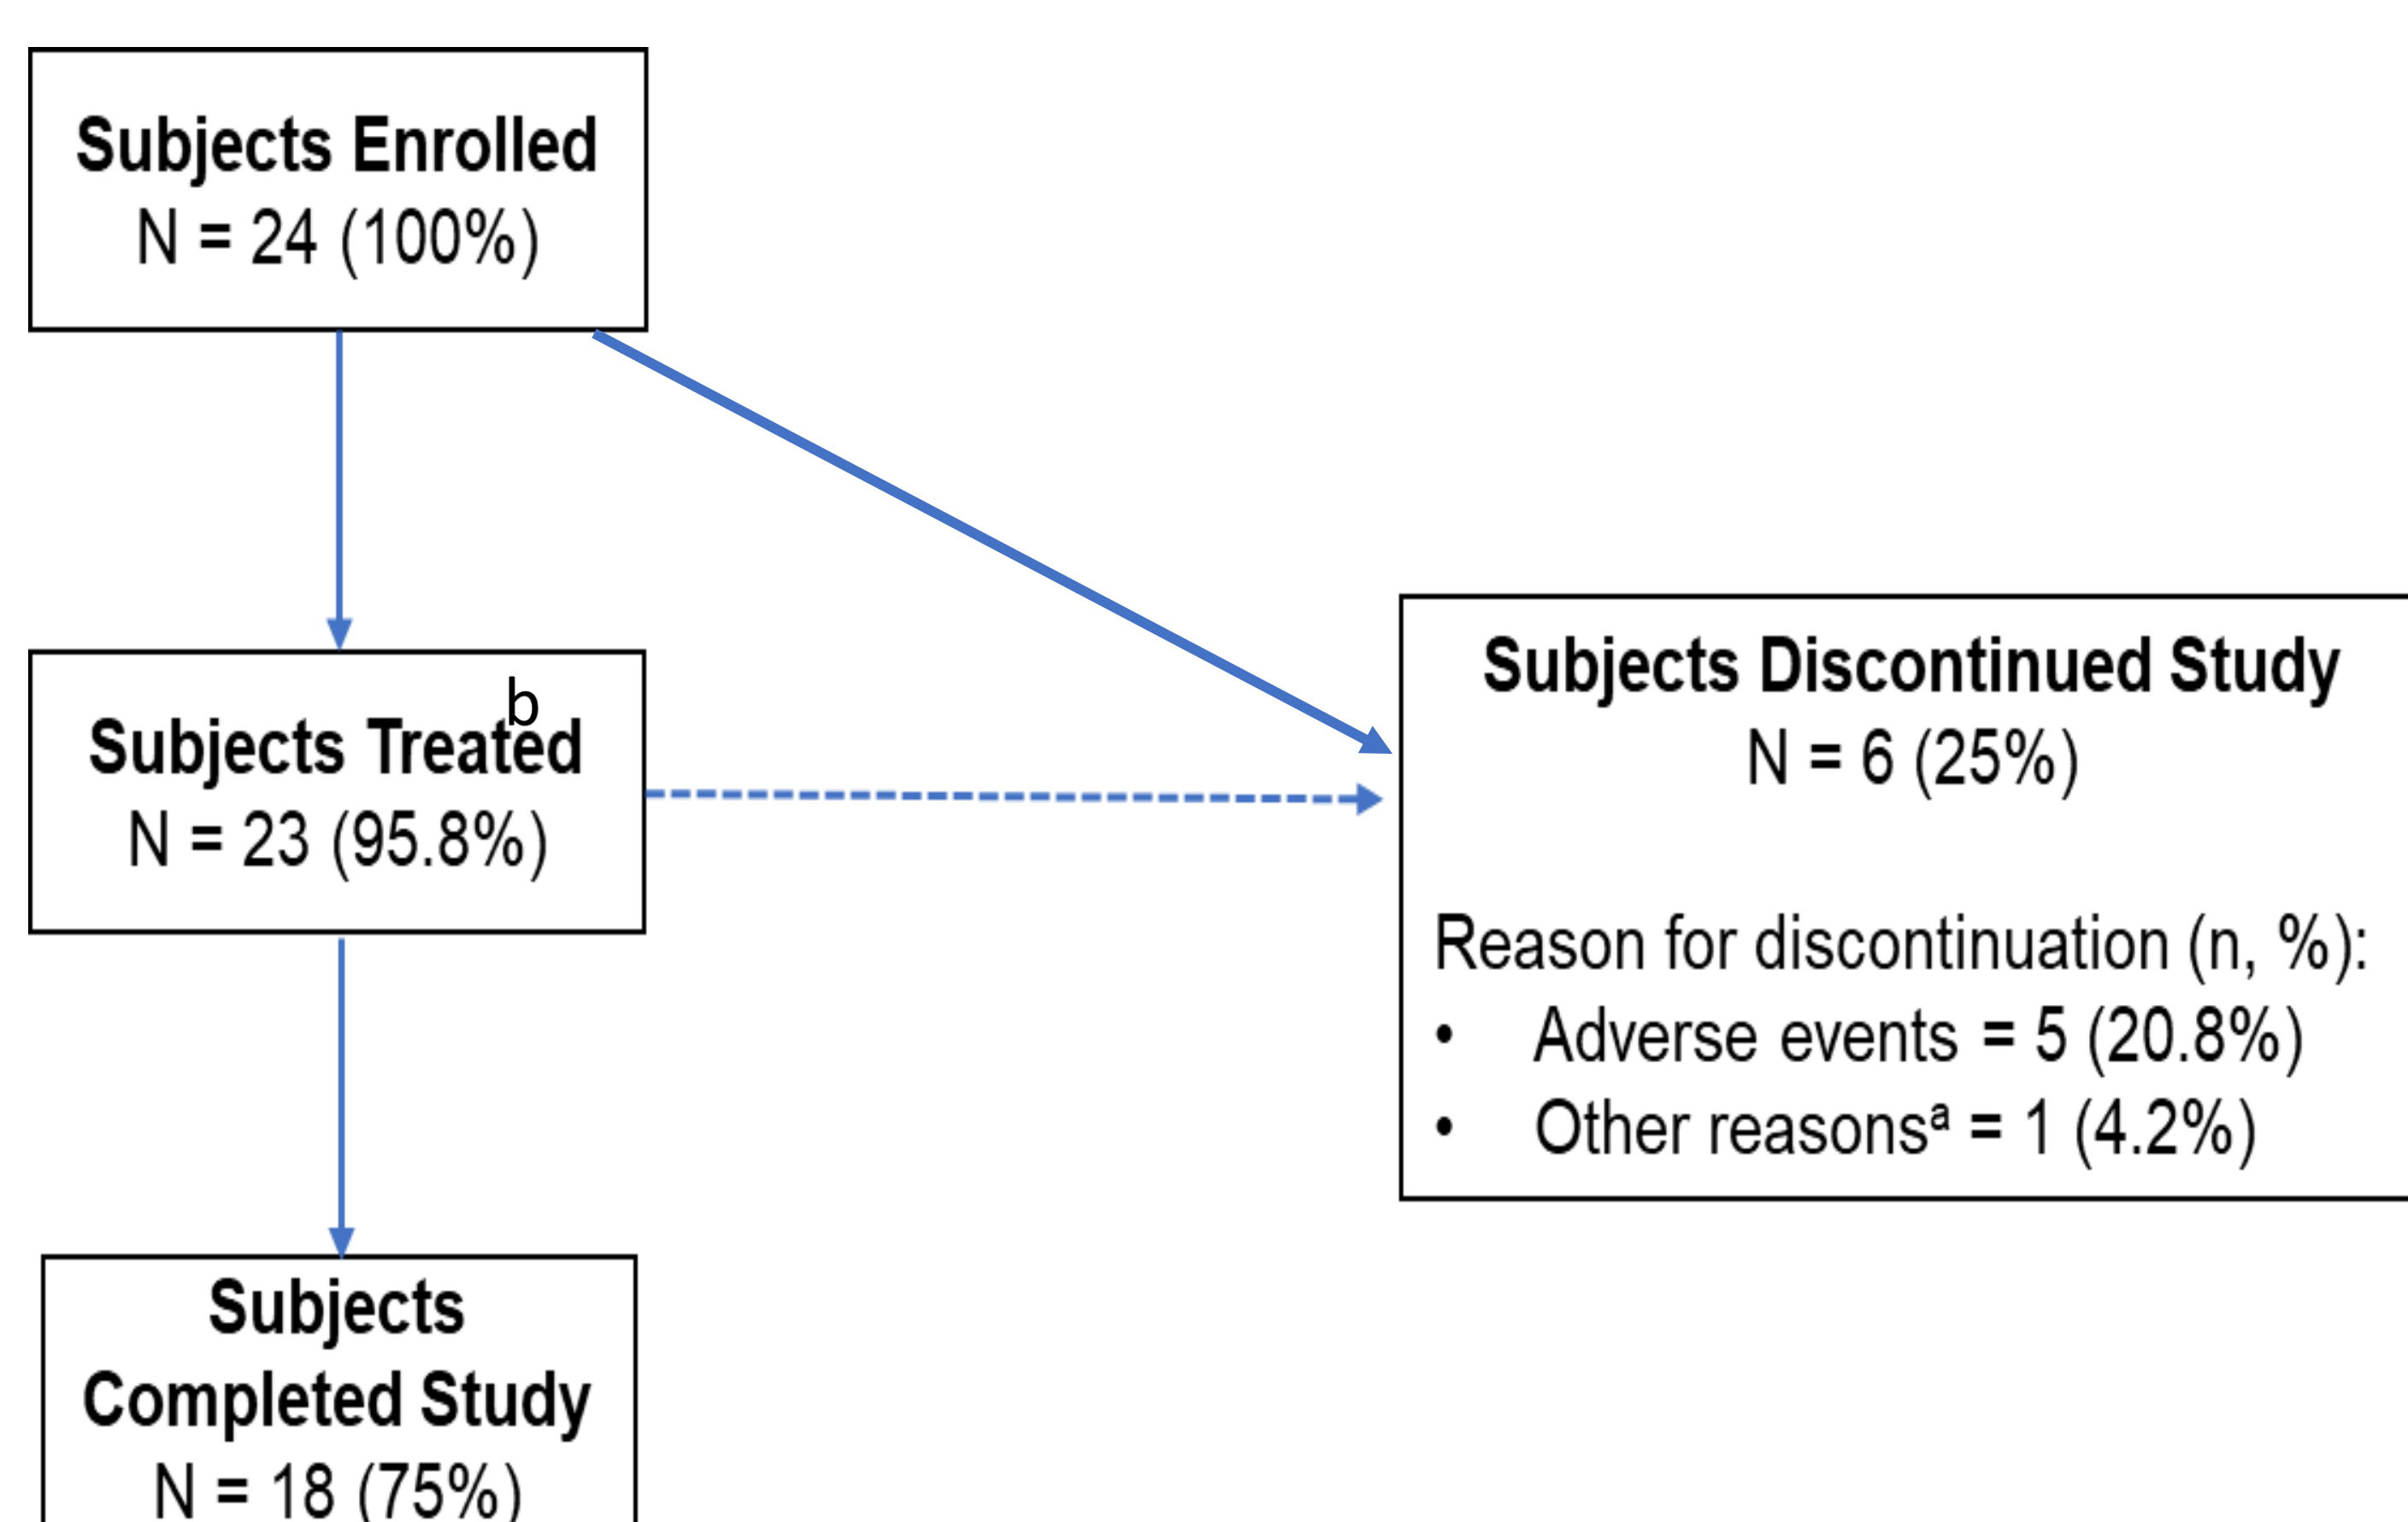 Subjects Enrolled
N = 24 (100%)
b
Subjects Treated
N = 23 (95.8%)
Subjects Discontinued Study
N = 6 (25%)
Reason for discontinuation (n, %):
• Adverse events = 5 (20.8%)
• Other reasonsª = 1 (4.2%)
Subjects
Completed Study
N = 18 (75%)